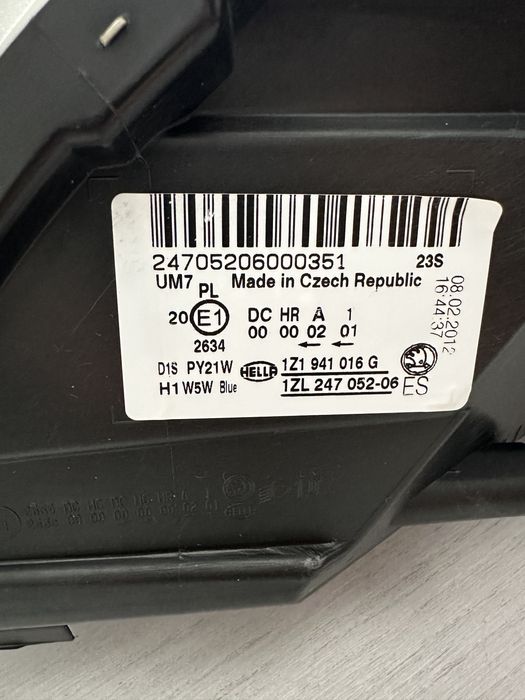 24705206000351 23S
UM7 Made in Czech Republic
PL
20 E1 DC HR A 1
00 00 02 01
2634
D1S PY21W HELLA 1Z1 941 016 G
H1 W5W Blue 1ZL 247 052-06 ES
08.02.2012
16:44:37